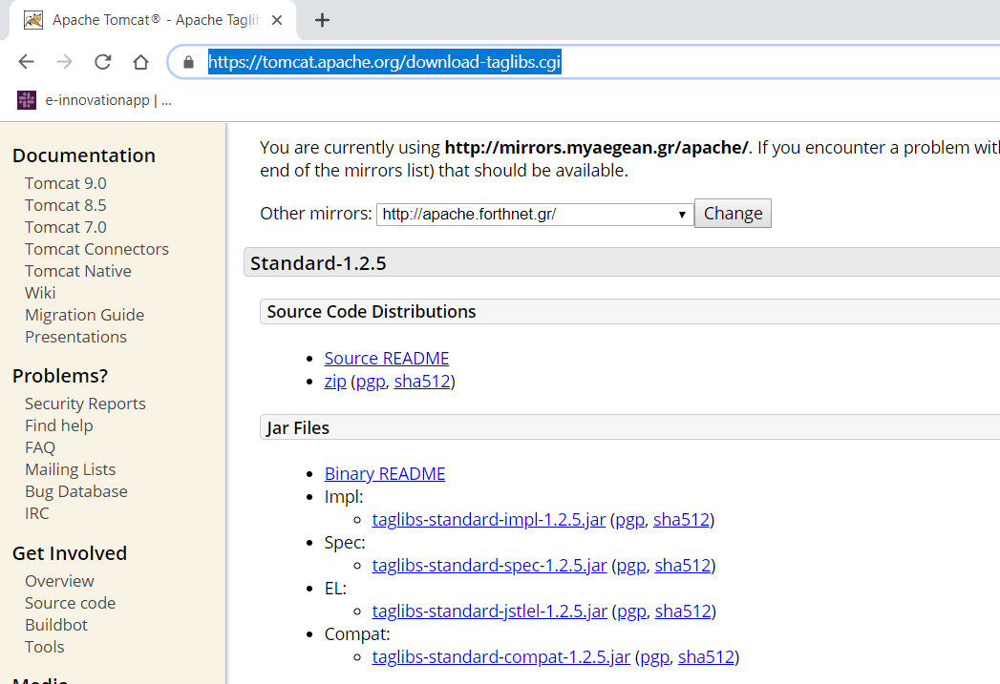 Apache Tomcat® - Apache Taglib
https://tomcat.apache.org/download-taglibs.cgi
e-innovationapp | ...
Documentation
Tomcat 9.0
Tomcat 8.5
Tomcat 7.0
Tomcat Connectors
Tomcat Native
Wiki
Migration Guide
Presentations
Problems?
Security Reports
Find help
FAQ
Mailing Lists
Bug Database
IRC
Get Involved
Overview
Source code
Buildbot
Tools
Media
You are currently using http://mirrors.myaegean.gr/apache/. If you encounter a problem with
end of the mirrors list) that should be available.
Other mirrors: http://apache.forthnet.gr/ Change
Standard-1.2.5
Source Code Distributions
Source README
zip (pgp, sha512)
Jar Files
Binary README
Impl:
taglibs-standard-impl-1.2.5.jar (pgp, sha512)
Spec:
taglibs-standard-spec-1.2.5.jar (pgp, sha512)
EL:
taglibs-standard-jstlel-1.2.5.jar (pgp, sha512)
Compat:
taglibs-standard-compat-1.2.5.jar (pgp, sha512)